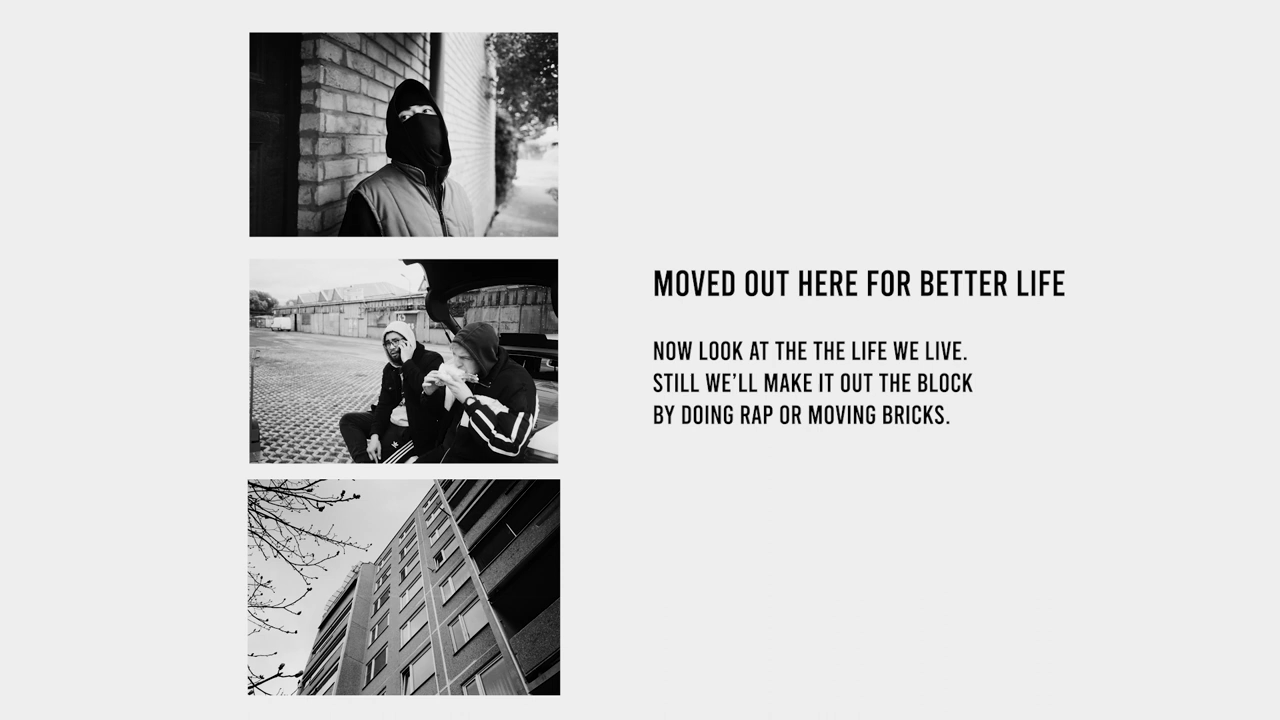 MOVED OUT HERE FOR BETTER LIFE
NOW LOOK AT THE THE LIFE WE LIVE.
STILL WE'LL MAKE IT OUT THE BLOCK
BY DOING RAP OR MOVING BRICKS.